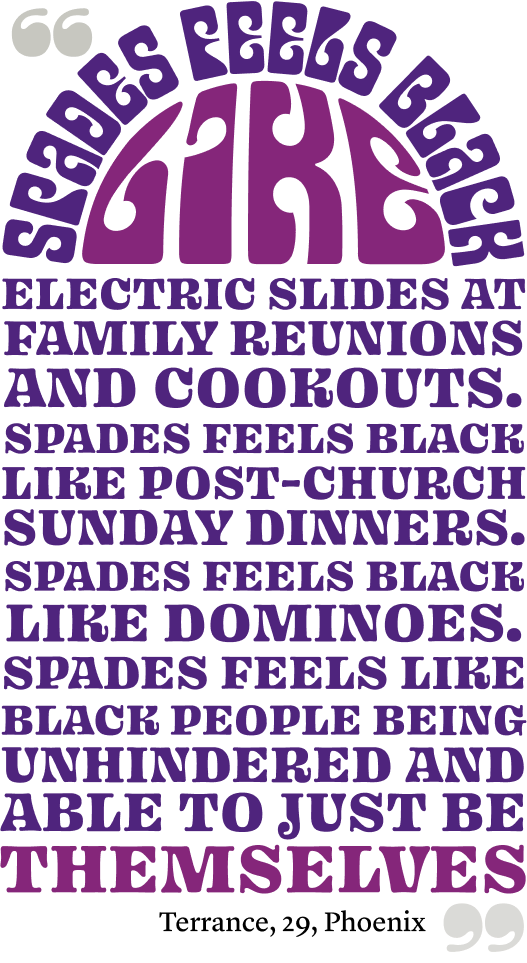 “
SPADES FEELS BLACK
LIKE
ELECTRIC SLIDES AT
FAMILY REUNIONS
AND COOKOUTS.
SPADES FEELS BLACK
LIKE POST-CHURCH
SUNDAY DINNERS.
SPADES FEELS BLACK
LIKE DOMINOES.
SPADES FEELS LIKE
BLACK PEOPLE BEING
UNHINDERED AND
ABLE TO JUST BE
THEMSELVES
Terrance, 29, Phoenix ”